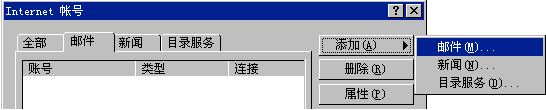 Internet 帐号
全部 邮件 新闻 目录服务
添加(A)
邮件(M)...
账号 类型 连接
删除(R)
新闻(N)...
属性(P)
目录服务(D)...